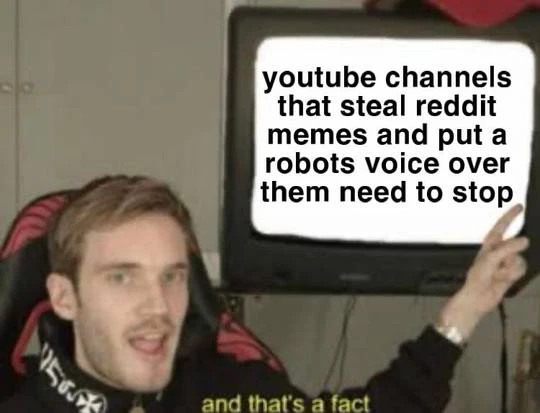 youtube channels
that steal reddit
memes and put a
robots voice over
them need to stop
and that's a fact